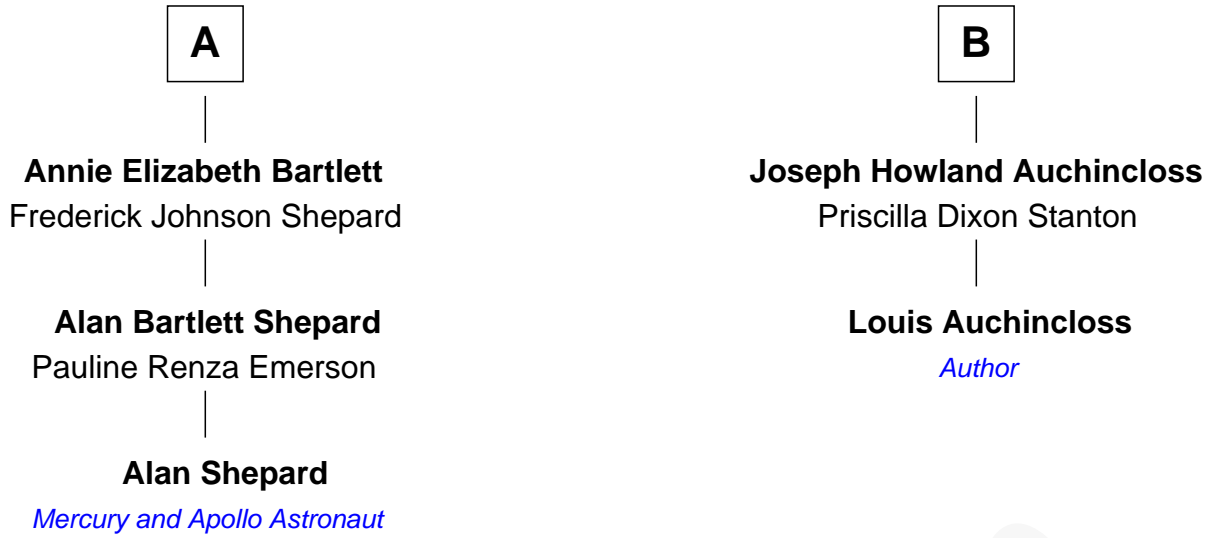 A
Annie Elizabeth Bartlett
Frederick Johnson Shepard
Alan Bartlett Shepard
Pauline Renza Emerson
Alan Shepard
Mercury and Apollo Astronaut
B
Joseph Howland Auchincloss
Priscilla Dixon Stanton
Louis Auchincloss
Author